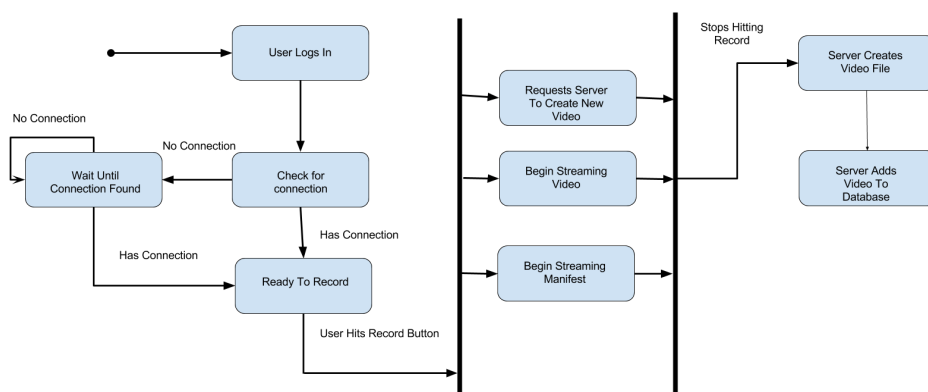 User Logs In
No Connection
No Connection
Wait Until
Connection Found
Check for
connection
Has Connection
Has Connection
Ready To Record
User Hits Record Button
Requests Server
To Create New
Video
Begin Streaming
Video
Begin Streaming
Manifest
Stops Hitting
Record
Server Creates
Video File
Server Adds
Video To
Database